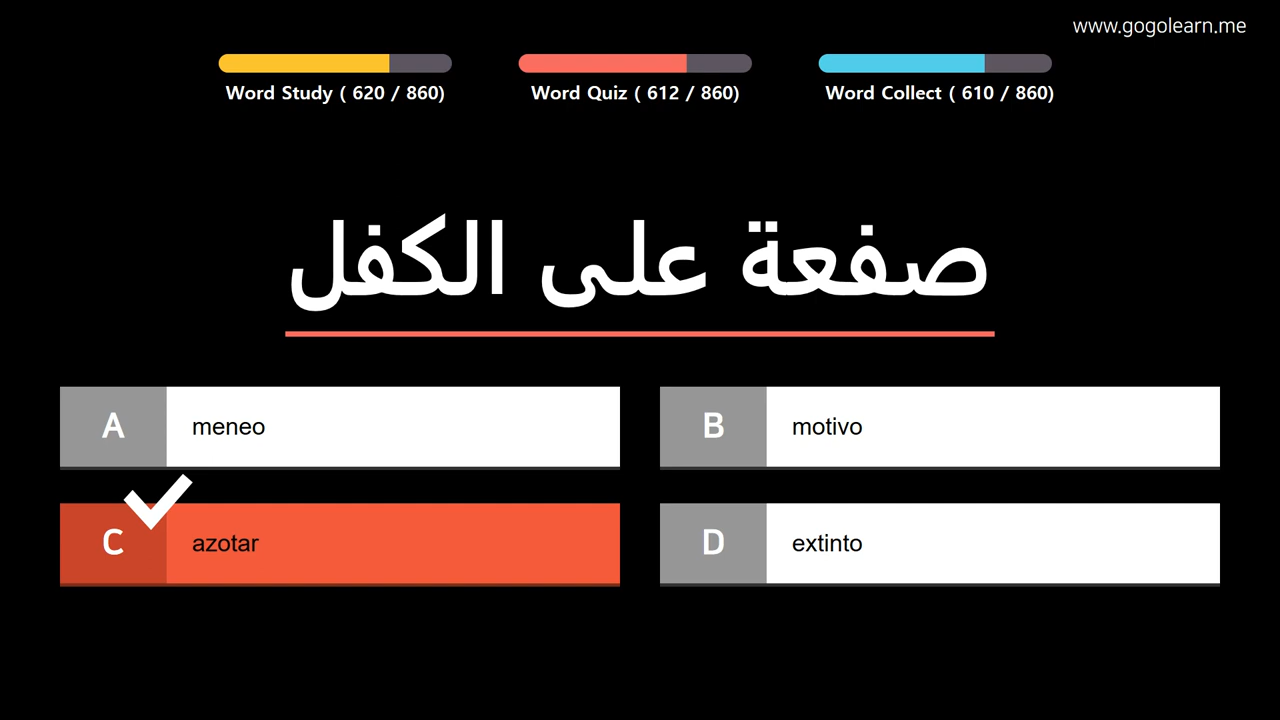 www.gogolearn.me
Word Study ( 620 / 860)
Word Quiz ( 612 / 860)
Word Collect ( 610 / 860)
صفعة على الكفل
A meneo
B motivo
C azotar
D extinto